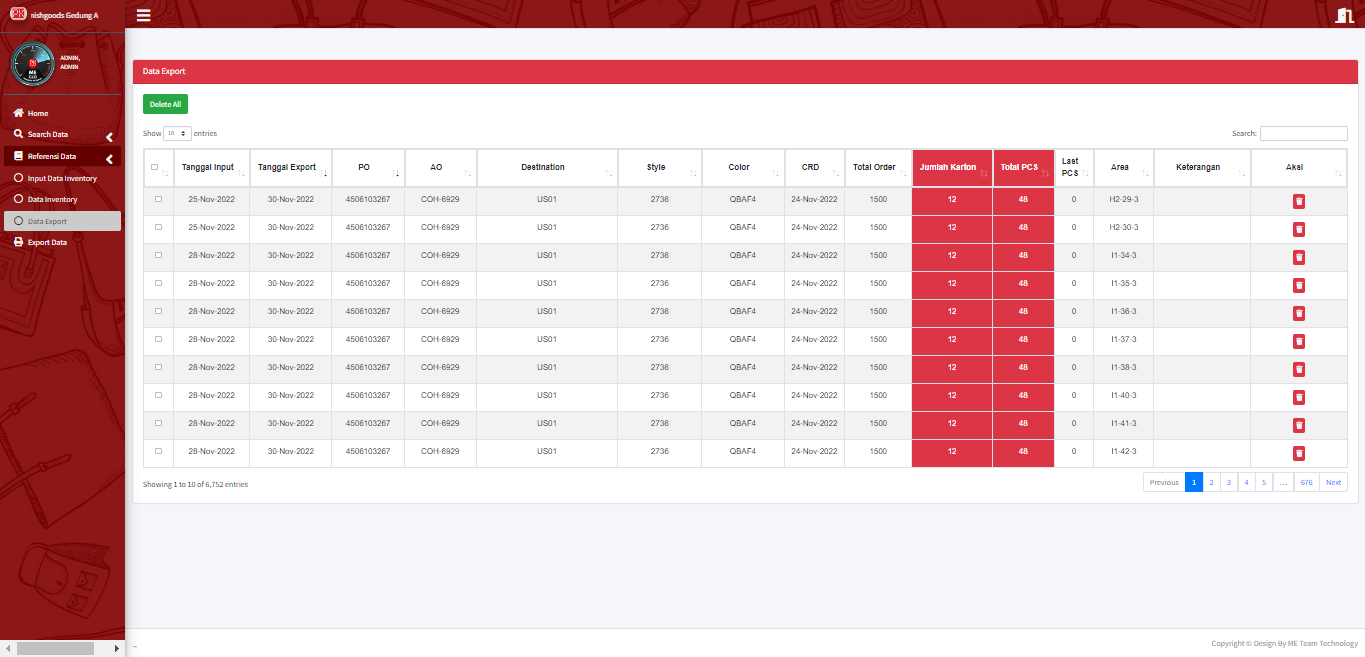 nishgoods Gedung A
ADMIN,
ADMIN
Home
Search Data
Referensi Data
Input Data Inventory
Data Inventory
Data Export
Export Data
Data Export
Delete All
Show 10 entries
Search:
Tanggal Input Tanggal Export PO AO Destination Style Color CRD Total Order Jumlah Karton Total PCS Last PCS Area Keterangan Aksi
25-Nov-2022 30-Nov-2022 4506103267 COH-6929 US01 2736 QBAF4 24-Nov-2022 1500 12 48 0 H2-29-3
25-Nov-2022 30-Nov-2022 4506103267 COH-6929 US01 2736 QBAF4 24-Nov-2022 1500 12 48 0 H2-30-3
28-Nov-2022 30-Nov-2022 4506103267 COH-6929 US01 2736 QBAF4 24-Nov-2022 1500 12 48 0 I1-34-3
28-Nov-2022 30-Nov-2022 4506103267 COH-6929 US01 2736 QBAF4 24-Nov-2022 1500 12 48 0 I1-35-3
28-Nov-2022 30-Nov-2022 4506103267 COH-6929 US01 2736 QBAF4 24-Nov-2022 1500 12 48 0 I1-36-3
28-Nov-2022 30-Nov-2022 4506103267 COH-6929 US01 2736 QBAF4 24-Nov-2022 1500 12 48 0 I1-37-3
28-Nov-2022 30-Nov-2022 4506103267 COH-6929 US01 2736 QBAF4 24-Nov-2022 1500 12 48 0 I1-38-3
28-Nov-2022 30-Nov-2022 4506103267 COH-6929 US01 2736 QBAF4 24-Nov-2022 1500 12 48 0 I1-40-3
28-Nov-2022 30-Nov-2022 4506103267 COH-6929 US01 2736 QBAF4 24-Nov-2022 1500 12 48 0 I1-41-3
28-Nov-2022 30-Nov-2022 4506103267 COH-6929 US01 2736 QBAF4 24-Nov-2022 1500 12 48 0 I1-42-3
Showing 1 to 10 of 6,752 entries
Previous 1 2 3 4 5 … 676 Next
Copyright © Design By ME Team Technology